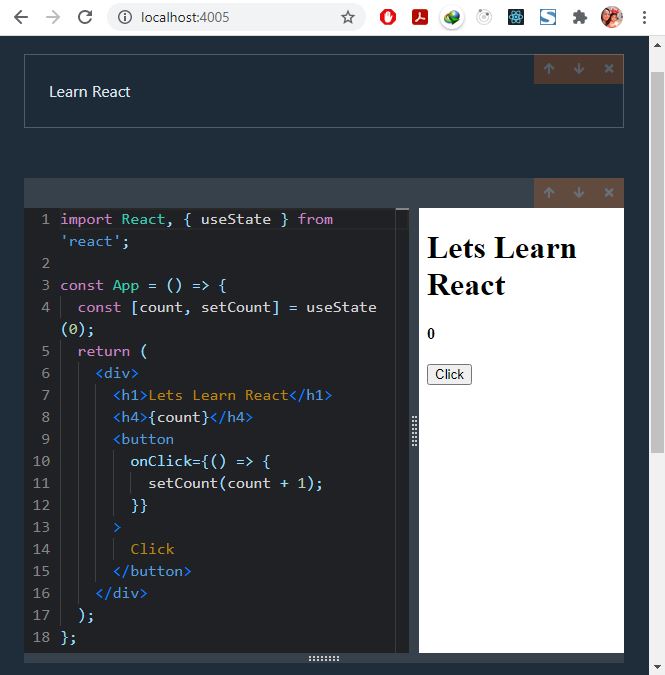 localhost:4005
Learn React
1 import React, { useState } from
'react';
2
3 const App = () => {
4 const [count, setCount] = useState
(0);
5 return (
6 <div>
7 <h1>Lets Learn React</h1>
8 <h4>{count}</h4>
9 <button
10 onClick={() => {
11 setCount(count + 1);
12 }}
13 >
14 Click
15 </button>
16 </div>
17 );
18 };
Lets Learn
React
0
Click